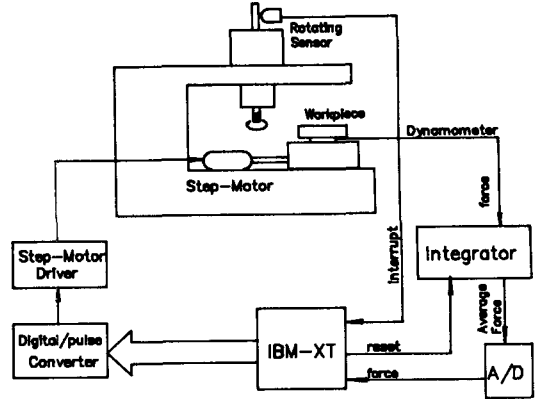 Rotating
Sensor
Workpiece
Dynamometer
Step-Motor
force
Interrupt
Step-Motor
Driver
Integrator
Average
Force
Digital/pulse
Converter
IBM-XT
reset
force
A/D